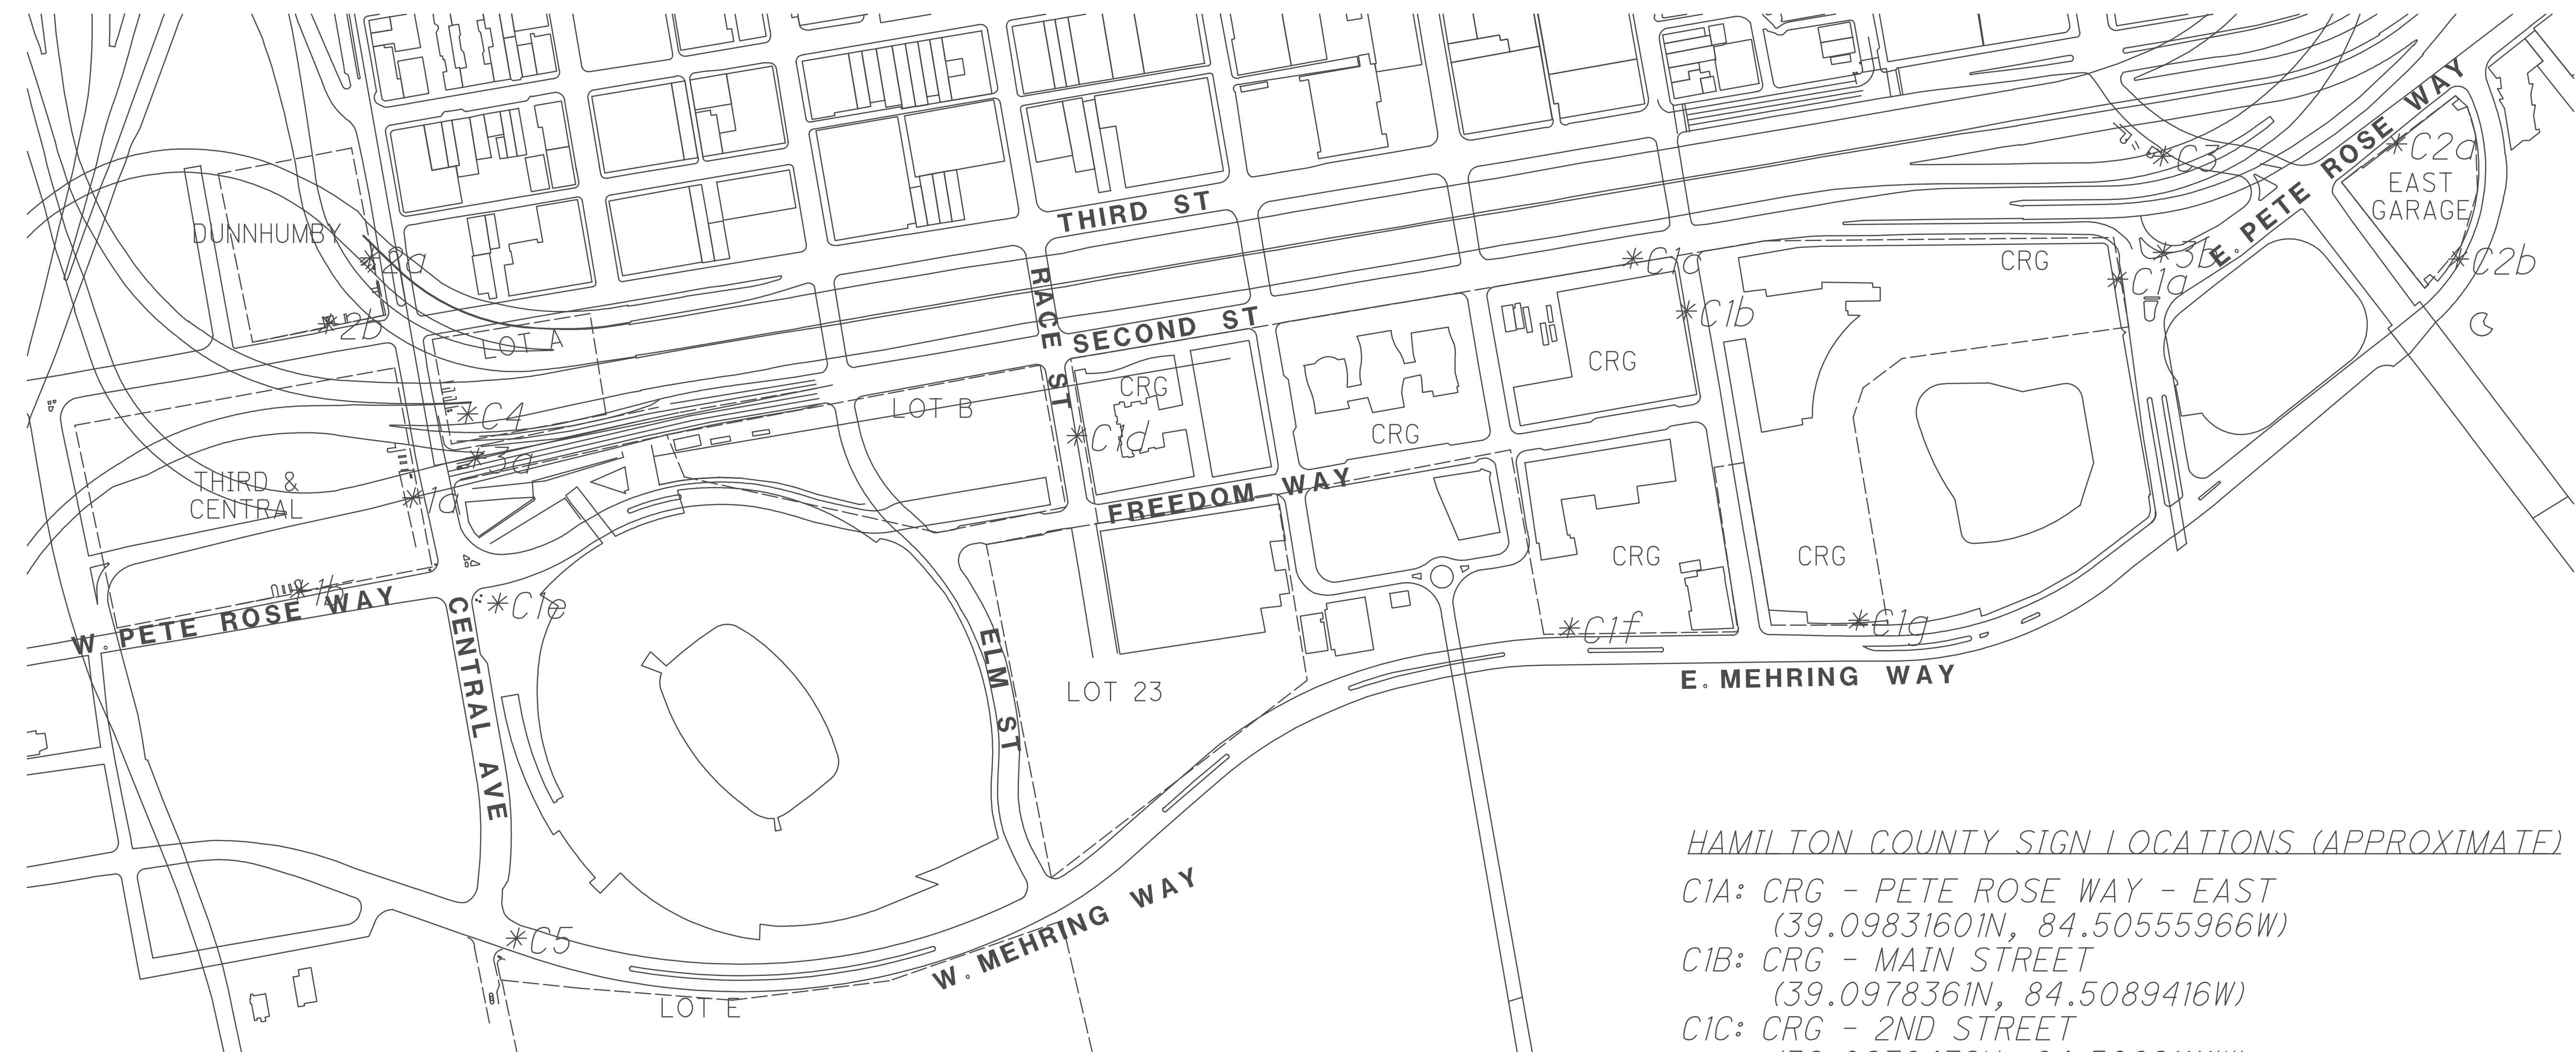 THIRD ST
DUNNHUMBY
2a
2b
LOT A
RACE ST
SECOND ST
C4
3a
LOT B
CRG
C1d
CRG
FREEDOM WAY
THIRD &
CENTRAL
1a
1b
W. PETE ROSE WAY
CENTRAL AVE
C1e
ELM ST
LOT 23
C1c
C1b
CRG
CRG
C1f
CRG
C1g
CRG
C1a
3b
C3
E. PETE ROSE WAY
C2a
EAST
GARAGE
C2b
E. MEHRING WAY
W. MEHRING WAY
C5
LOT E
HAMILTON COUNTY SIGN LOCATIONS (APPROXIMATE)
C1A: CRG - PETE ROSE WAY - EAST
(39.09831601N, 84.50555966W)
C1B: CRG - MAIN STREET
(39.0978361N, 84.5089416W)
C1C: CRG - 2ND STREET